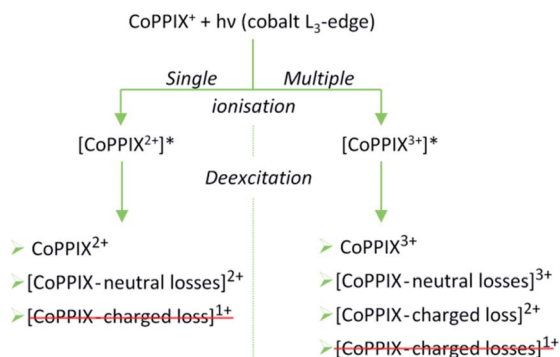 CoPPIX⁺ + hν (cobalt L₃-edge)
Single Multiple
ionisation
[CoPPIX²⁺]* [CoPPIX³⁺]*
Deexcitation
➢ CoPPIX²⁺
➢ [CoPPIX-neutral losses]²⁺
➢ [CoPPIX-charged loss]¹⁺
➢ CoPPIX³⁺
➢ [CoPPIX-neutral losses]³⁺
➢ [CoPPIX-charged loss]²⁺
➢ [CoPPIX-charged losses]¹⁺